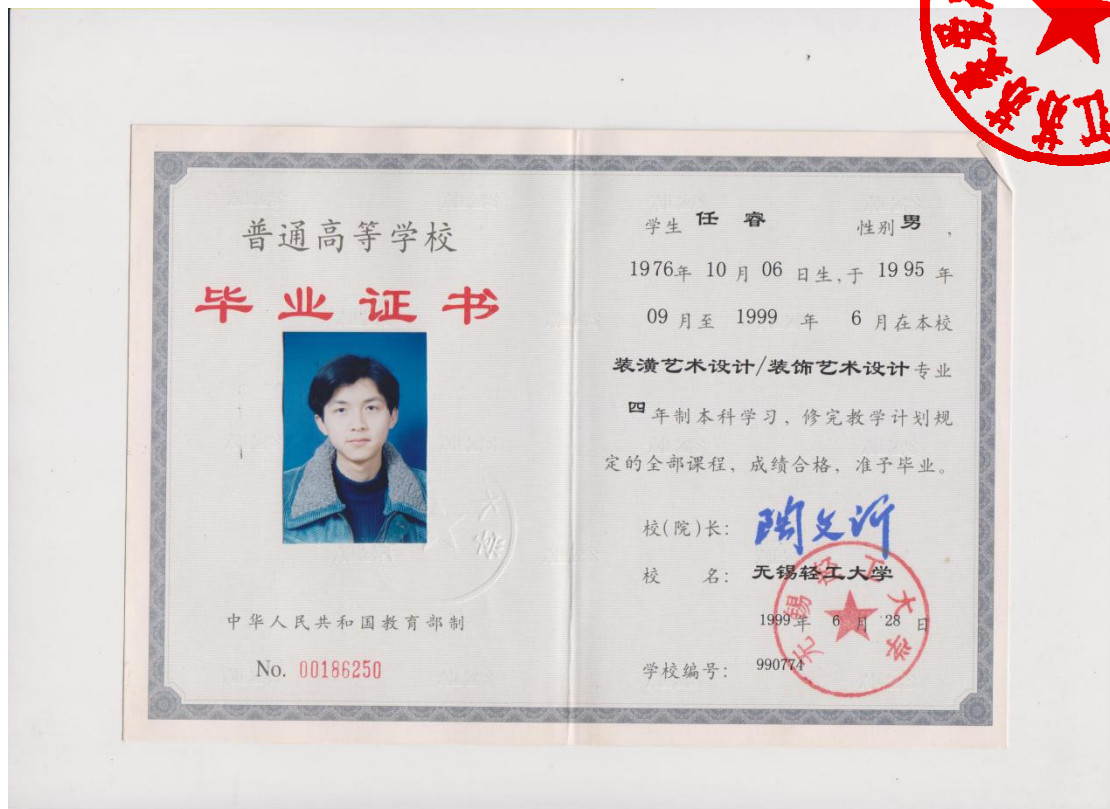 普通高等学校
毕业证书
中华人民共和国教育部制
No. 00186250
学生 任 睿 性别 男,
1976年 10 月 06 日生,于 1995 年
09 月至 1999 年 6 月在本校
装潢艺术设计/装饰艺术设计专业
四年制本科学习,修完教学计划规
定的全部课程,成绩合格,准予毕业。
校(院)长:
校 名: 无锡轻工大学
1999年 6 月 28 日
学校编号: 990774
无锡轻工大学